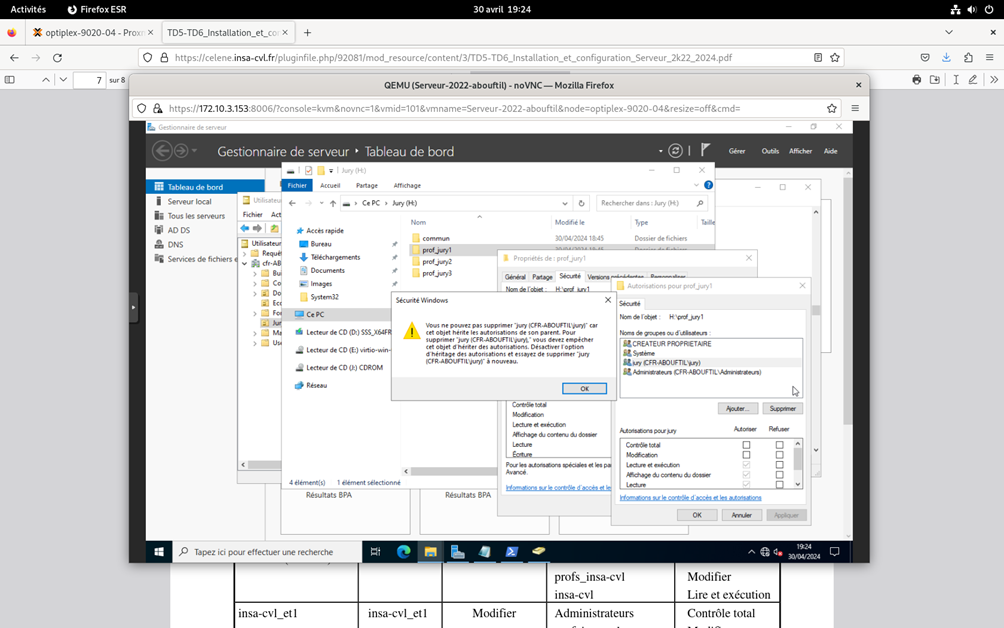 Activités
Firefox ESR
30 avril 19:24
optiplex-9020-04 - Proxm
TD5-TD6_Installation_et_con
https://celene.insa-cvl.fr/pluginfile.php/92081/mod_resource/content/3/TD5-TD6_Installation_et_configuration_Serveur_2k22_2024.pdf
7 sur 8
QEMU (Serveur-2022-abouftil) - noVNC — Mozilla Firefox
https://172.10.3.153:8006/?console=kvm&novnc=1&vmid=101&vmname=Serveur-2022-abouftil&node=optiplex-9020-04&resize=off&cmd=
Gestionnaire de serveur
Gestionnaire de serveur
Tableau de bord
Gérer Outils Afficher Aide
Tableau de bord
Serveur local
Tous les serveurs
AD DS
DNS
Services de fichiers e
Utilisateur
Fichier
Utilisateur
Requê
cfr-AB
Jury (H:)
Fichier Accueil Partage Affichage
Ce PC
Jury (H:)
Rechercher dans : Jury (H:)
Nom Modifié le Type Taille
commun 30/04/2024 18:45 Dossier de fichiers
prof_jury1 30/04/2024 18:45 Dossier de fichiers
prof_jury2
prof_jury3
Accès rapide
Bureau
Téléchargements
Documents
Images
System32
Ce PC
Lecteur de CD (D:) SSS_X64FR
Lecteur de CD (E:) virtio-win-
Lecteur de CD (J:) CDROM
Réseau
4 élément(s) 1 élément sélectionné
Propriétés de : prof_jury1
Général Partage Sécurité Versions précédentes Personnaliser
Nom de l'objet : H:\prof_jury1
Contrôle total
Modification
Lecture et exécution
Affichage du contenu du dossier
Lecture
Écriture
Pour les autorisations spéciales et les pa
Avancé.
Informations sur le contrôle d'accès et le
Autorisations pour prof_jury1
Sécurité
Nom de l'objet : H:\prof_jury1
Noms de groupes ou d'utilisateurs :
CREATEUR PROPRIETAIRE
Système
jury (CFR-ABOUFTIL\jury)
Administrateurs (CFR-ABOUFTIL\Administrateurs)
Ajouter... Supprimer
Autorisations pour jury Autoriser Refuser
Contrôle total
Modification
Lecture et exécution
Affichage du contenu du dossier
Lecture
Informations sur le contrôle d'accès et les autorisations
OK Annuler Appliquer
Sécurité Windows
Vous ne pouvez pas supprimer "jury (CFR-ABOUFTIL\jury)" car
cet objet hérite les autorisations de son parent. Pour
supprimer "jury (CFR-ABOUFTIL\jury)," vous devez empêcher
cet objet d'hériter des autorisations. Désactiver l'option
d'héritage des autorisations et essayez de supprimer "jury
(CFR-ABOUFTIL\jury)" à nouveau.
OK
Résultats BPA
Résultats BPA
Tapez ici pour effectuer une recherche
19:24
30/04/2024
profs_insa-cvl Modifier
insa-cvl Lire et exécution
insa-cvl_et1 insa-cvl_et1 Modifier Administrateurs Contrôle total